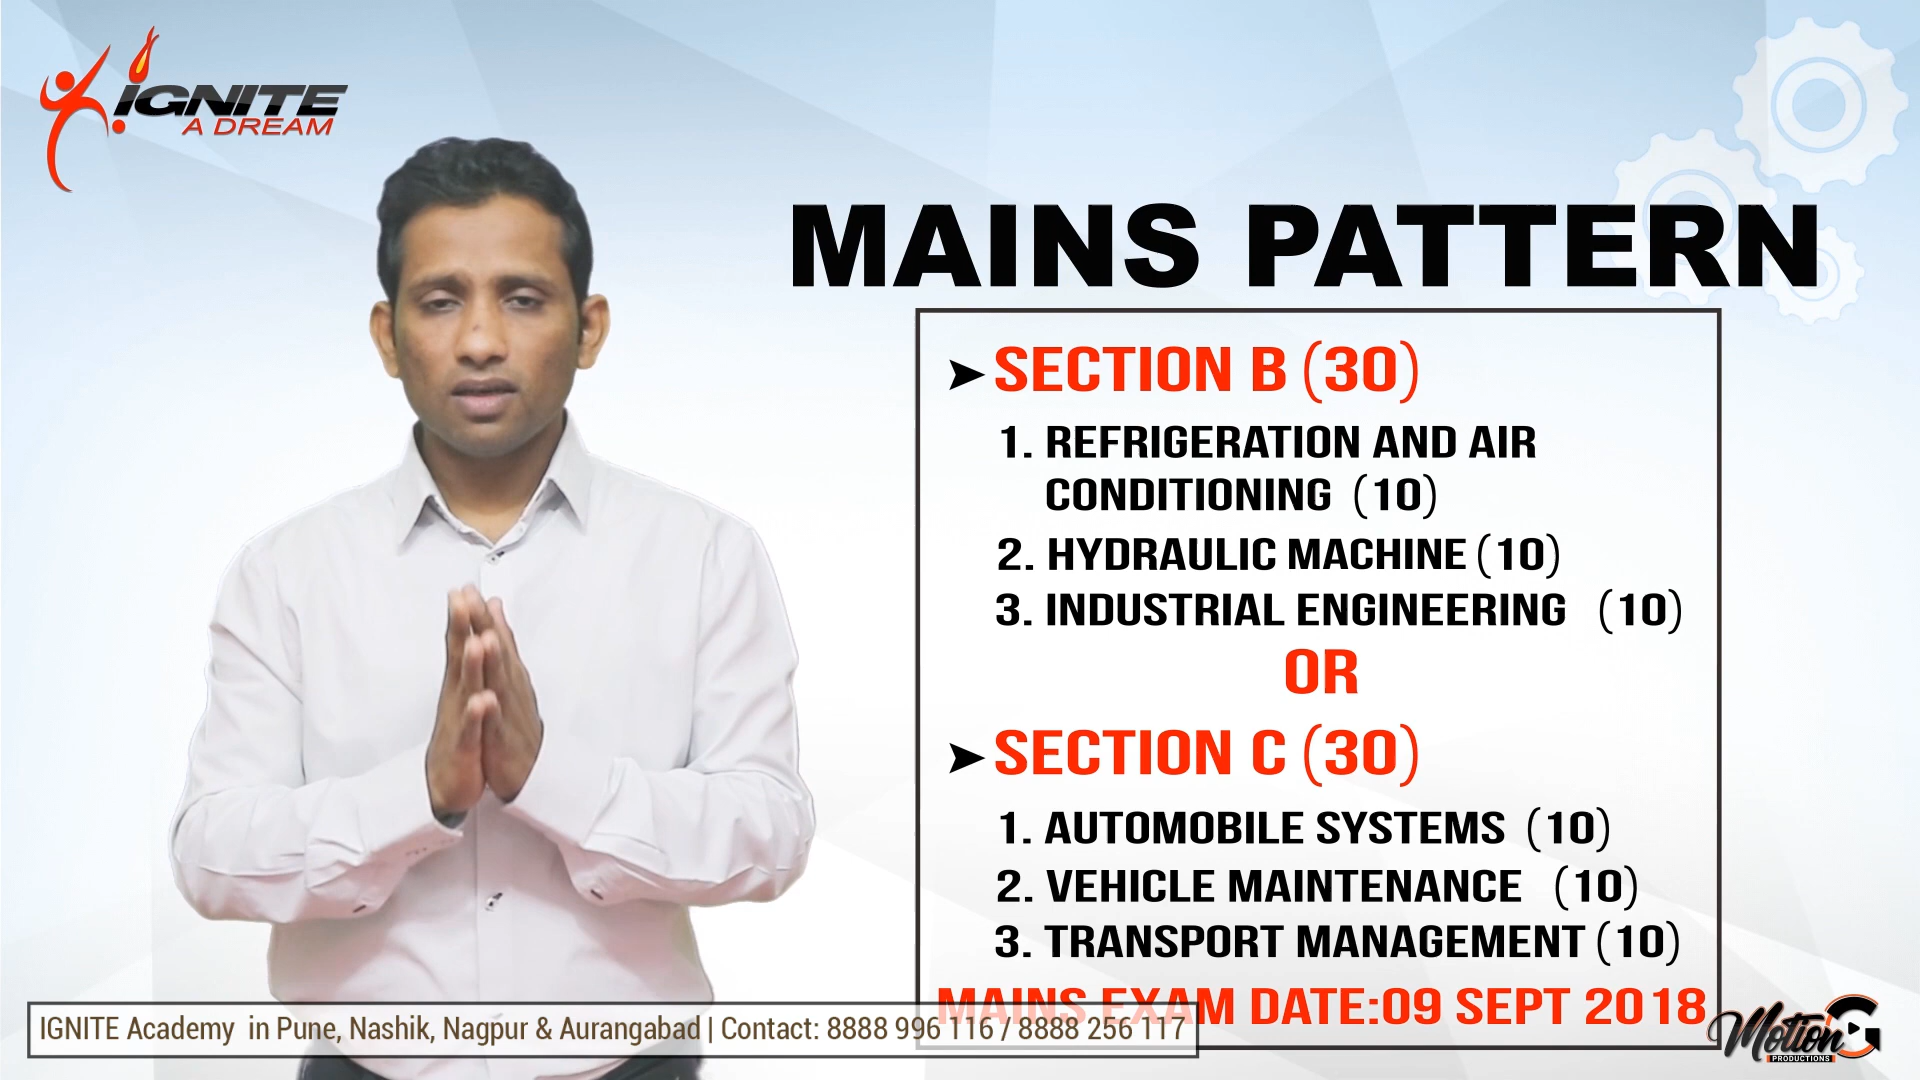 IGNITE
A DREAM
MAINS PATTERN
➤ SECTION B (30)
1. REFRIGERATION AND AIR
CONDITIONING (10)
2. HYDRAULIC MACHINE (10)
3. INDUSTRIAL ENGINEERING (10)
OR
➤ SECTION C (30)
1. AUTOMOBILE SYSTEMS (10)
2. VEHICLE MAINTENANCE (10)
3. TRANSPORT MANAGEMENT (10)
MAINS EXAM DATE:09 SEPT 2018
IGNITE Academy in Pune, Nashik, Nagpur & Aurangabad | Contact: 8888 996 116 / 8888 256 117
Motion G
PRODUCTIONS